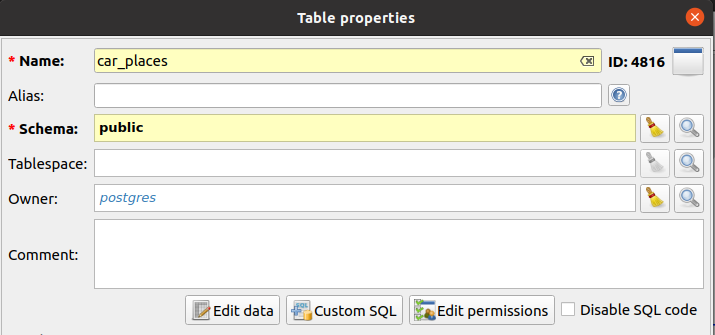 Table properties
* Name: car_places ID: 4816
Alias:
* Schema: public
Tablespace:
Owner: postgres
Comment:
Edit data Custom SQL Edit permissions Disable SQL code